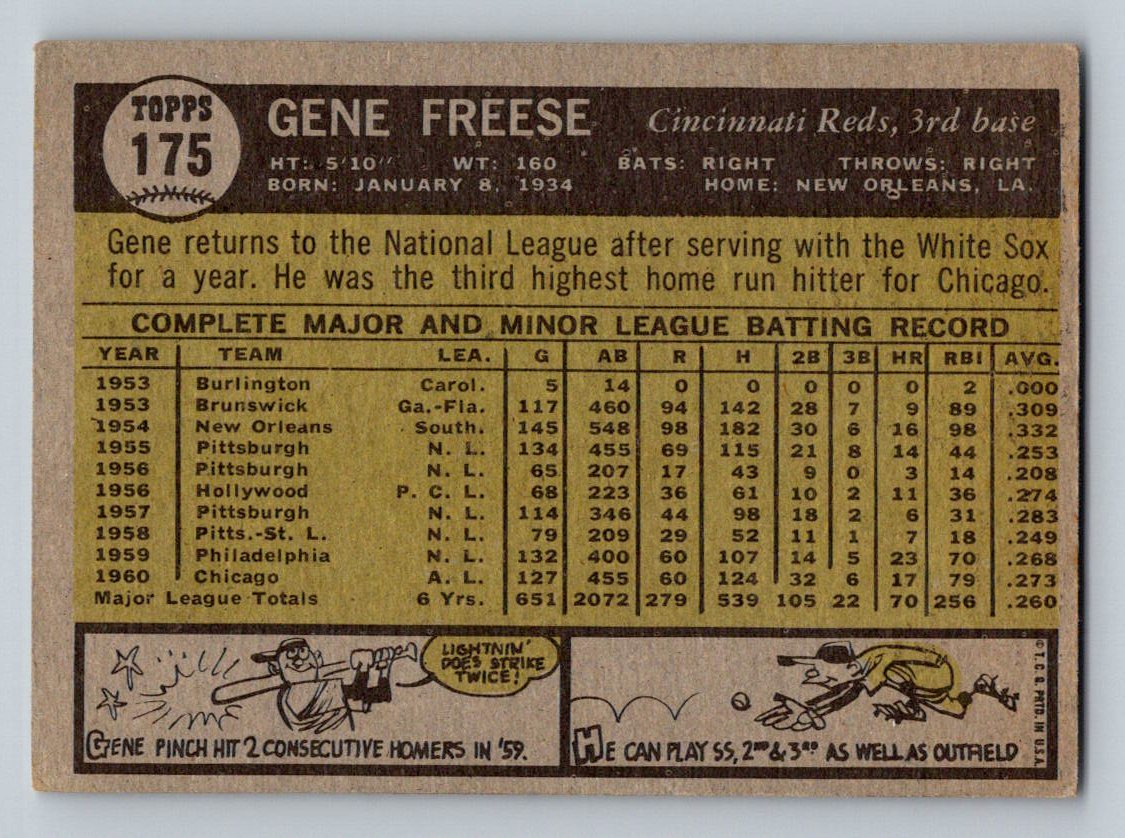 TOPPS
175
GENE FREESE Cincinnati Reds, 3rd base
HT: 5'10" WT: 160 BATS: RIGHT THROWS: RIGHT
BORN: JANUARY 8, 1934 HOME: NEW ORLEANS, LA.
Gene returns to the National League after serving with the White Sox
for a year. He was the third highest home run hitter for Chicago.
COMPLETE MAJOR AND MINOR LEAGUE BATTING RECORD
YEAR TEAM LEA. G AB R H 2B 3B HR RBI AVG.
1953 Burlington Carol. 5 14 0 0 0 0 0 2 .000
1953 Brunswick Ga.-Fla. 117 460 94 142 28 7 9 89 .309
1954 New Orleans South. 145 548 98 182 30 6 16 98 .332
1955 Pittsburgh N. L. 134 455 69 115 21 8 14 44 .253
1956 Pittsburgh N. L. 65 207 17 43 9 0 3 14 .208
1956 Hollywood P. C. L. 68 223 36 61 10 2 11 36 .274
1957 Pittsburgh N. L. 114 346 44 98 18 2 6 31 .283
1958 Pitts.-St. L. N. L. 79 209 29 52 11 1 7 18 .249
1959 Philadelphia N. L. 132 400 60 107 14 5 23 70 .268
1960 Chicago A. L. 127 455 60 124 32 6 17 79 .273
Major League Totals 6 Yrs. 651 2072 279 539 105 22 70 256 .260
LIGHTNIN'
DOES STRIKE
TWICE!
GENE PINCH HIT 2 CONSECUTIVE HOMERS IN '59.
HE CAN PLAY SS, 2ND & 3RD AS WELL AS OUTFIELD
© T. C. G. PRTD. IN U.S.A.